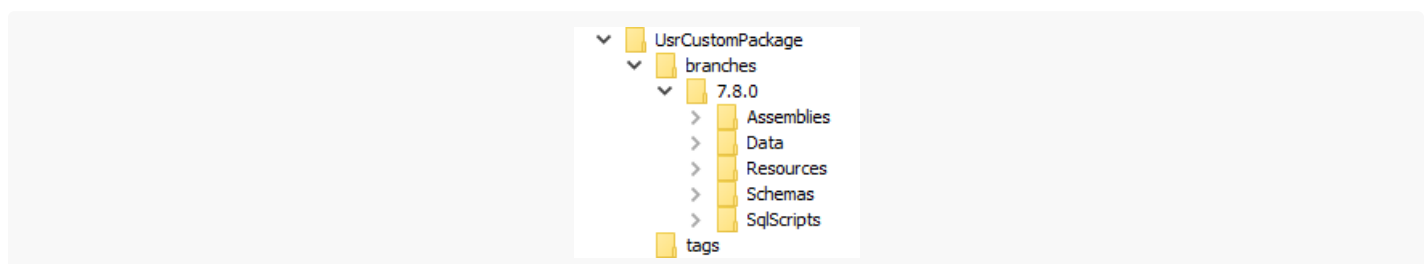 UsrCustomPackage
branches
7.8.0
Assemblies
Data
Resources
Schemas
SqlScripts
tags